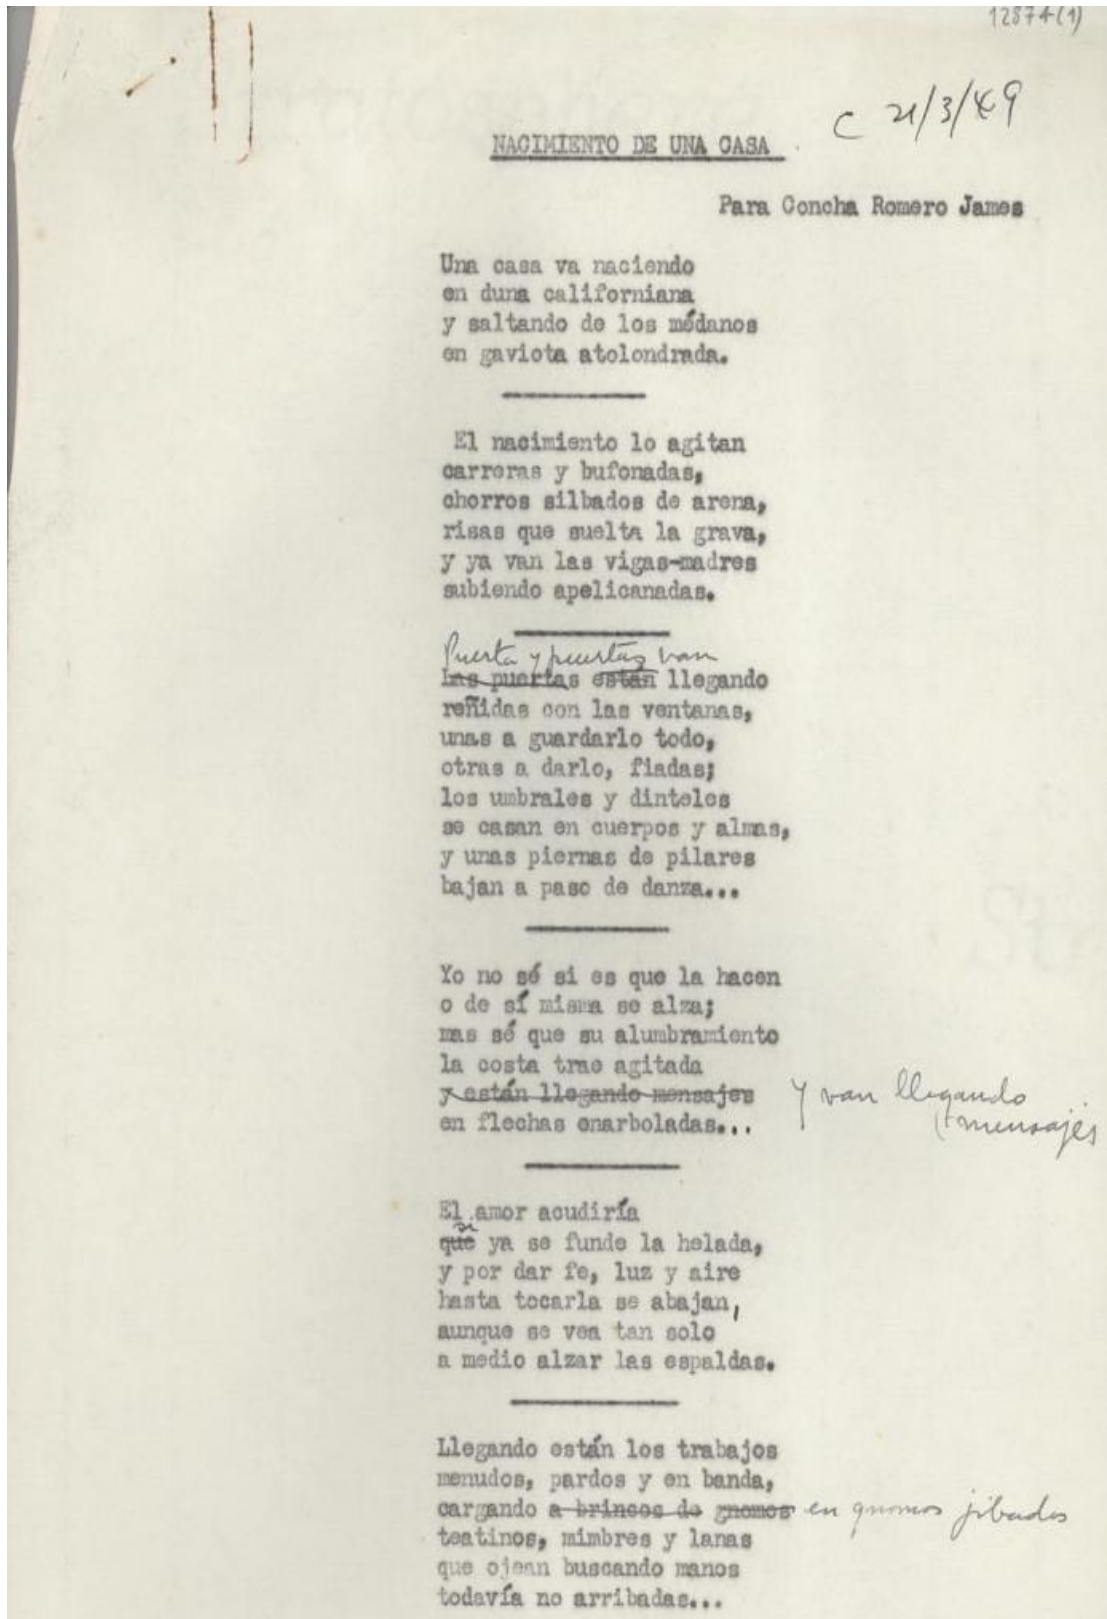 12874(1)
C 21/3/49
NACIMIENTO DE UNA CASA
Para Concha Romero James
Una casa va naciendo
en duna californiana
y saltando de los médanos
en gaviota atolondrada.
El nacimiento lo agitan
carreras y bufonadas,
chorros silbados de arena,
risas que suelta la grava,
y ya van las vigas-madres
subiendo apelicanadas.
Puerta y puertas van
Las puertas están llegando
reñidas con las ventanas,
unas a guardarlo todo,
otras a darlo, fiadas;
los umbrales y dinteles
se casan en cuerpos y almas,
y unas piernas de pilares
bajan a paso de danza...
Yo no sé si es que la hacen
o de sí misma se alza;
mas sé que su alumbramiento
la costa trae agitada
y están llegando mensajes Y van llegando
mensajes
en flechas enarboladas...
El amor acudiría
si
que ya se funde la helada,
y por dar fe, luz y aire
hasta tocarla se abajan,
aunque se vea tan solo
a medio alzar las espaldas.
Llegando están los trabajos
menudos, pardos y en banda,
cargando a brincos de gnomos en gnomos jibados
teatinos, mimbres y lanas
que ojean buscando manos
todavía no arribadas...